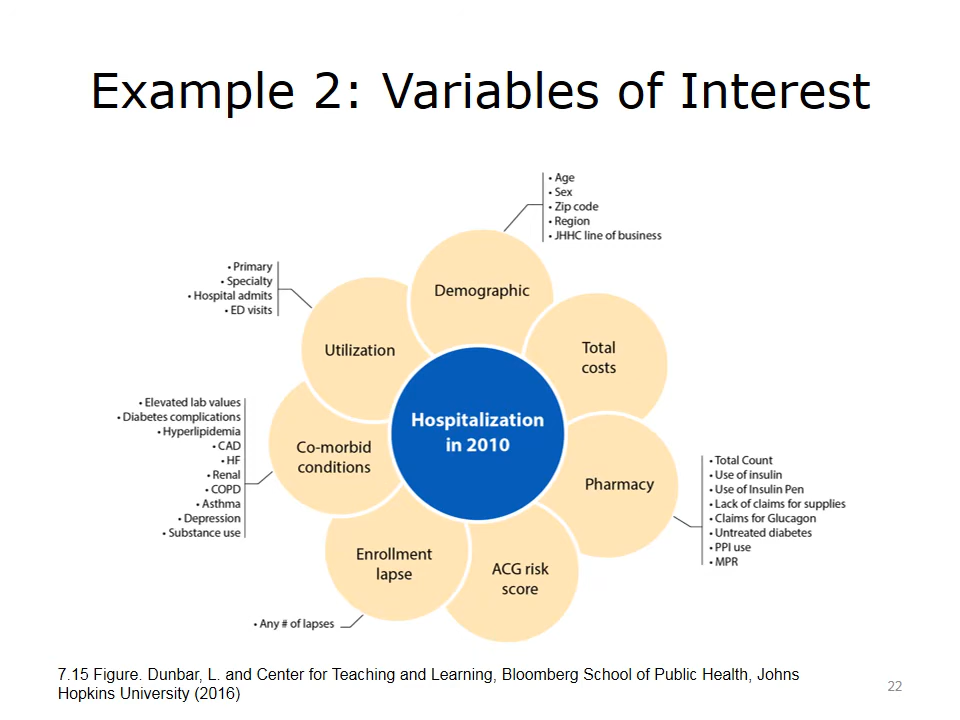 Example 2: Variables of Interest
• Age
• Sex
• Zip code
• Region
• JHHC line of business
Demographic
• Primary
• Specialty
• Hospital admits
• ED visits
Utilization
Total
costs
Hospitalization
in 2010
• Elevated lab values
• Diabetes complications
• Hyperlipidemia
• CAD
• HF
• Renal
• COPD
• Asthma
• Depression
• Substance use
Co-morbid
conditions
Pharmacy
• Total Count
• Use of insulin
• Use of Insulin Pen
• Lack of claims for supplies
• Claims for Glucagon
• Untreated diabetes
• PPI use
• MPR
Enrollment
lapse
• Any # of lapses
ACG risk
score
7.15 Figure. Dunbar, L. and Center for Teaching and Learning, Bloomberg School of Public Health, Johns
Hopkins University (2016)
22